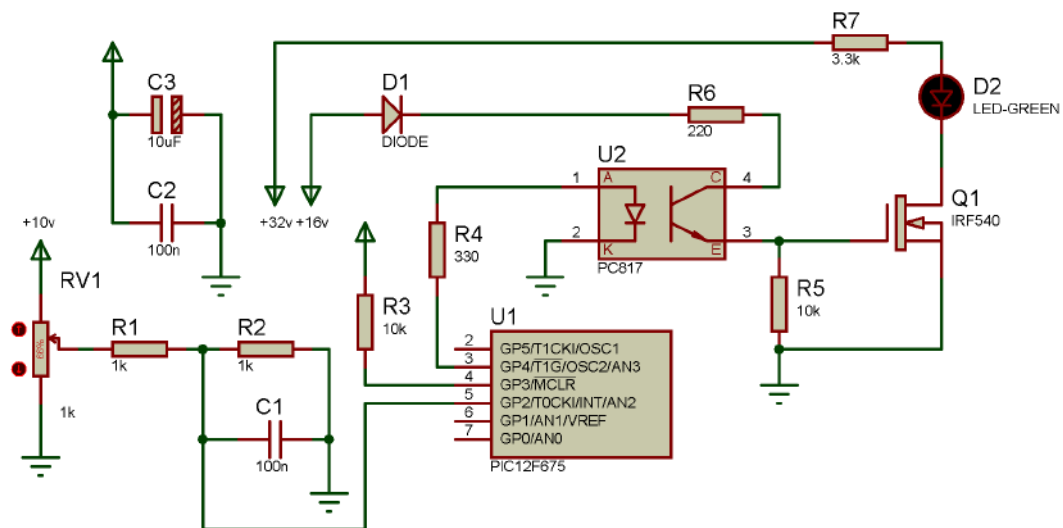 R7
3.3k
D2
LED-GREEN
C3
10uF
D1
DIODE
R6
220
C2
100n
+32v
+16v
U2
1
A
C
4
2
K
E
3
PC817
Q1
IRF540
+10v
RV1
66%
1k
R1
1k
R2
1k
C1
100n
R3
10k
R4
330
R5
10k
U1
2
GP5/T1CKI/OSC1
3
GP4/T1G/OSC2/AN3
4
GP3/MCLR
5
GP2/T0CKI/INT/AN2
6
GP1/AN1/VREF
7
GP0/AN0
PIC12F675